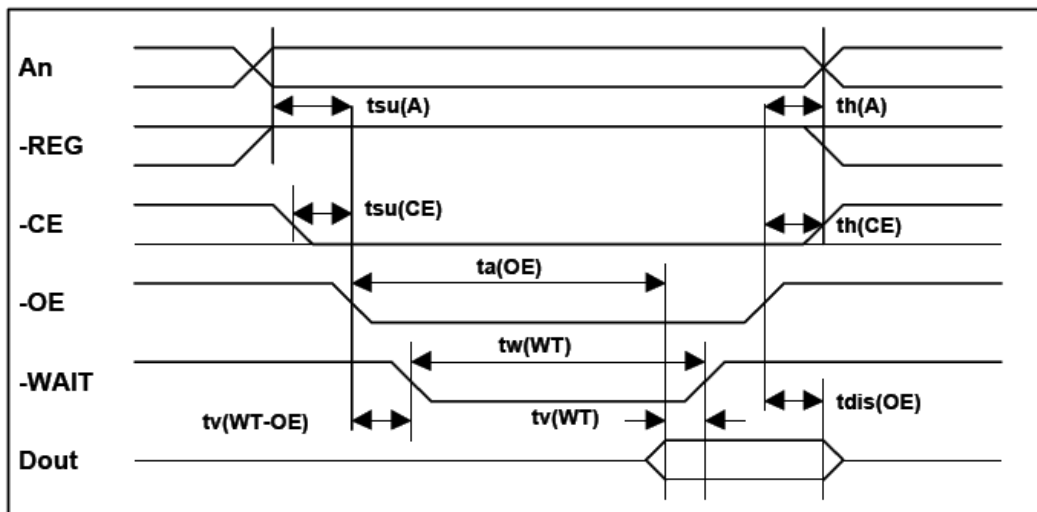 An
tsu(A)
th(A)
-REG
tsu(CE)
-CE
th(CE)
ta(OE)
-OE
tw(WT)
-WAIT
tdis(OE)
tv(WT-OE)
tv(WT)
Dout